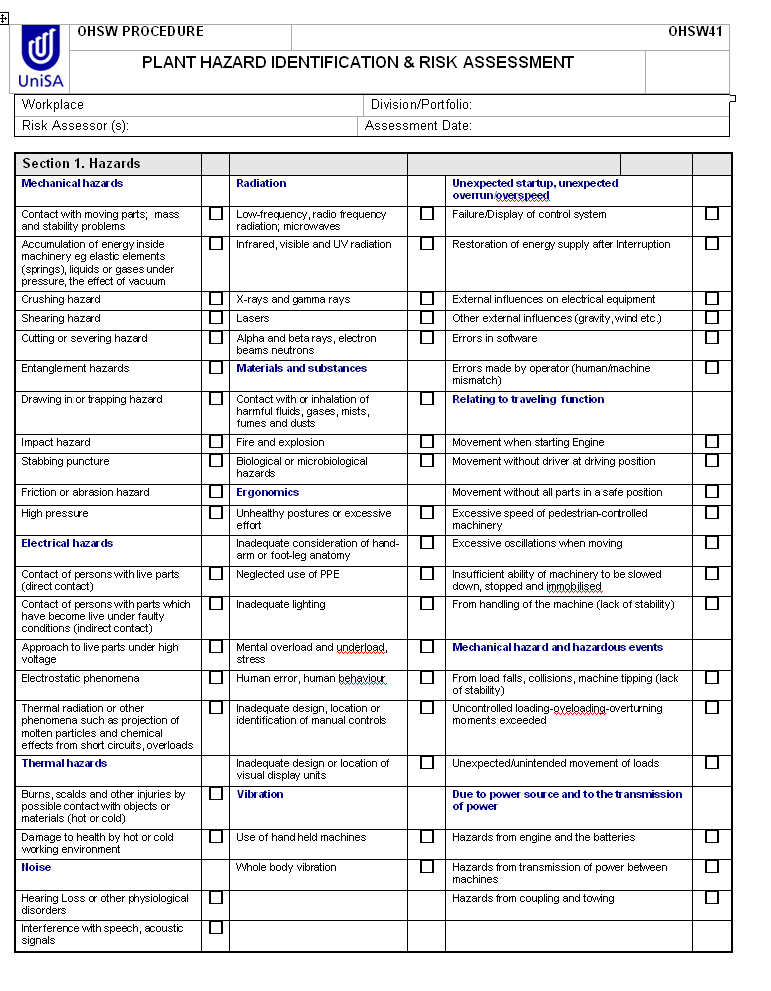 OHSW PROCEDURE
OHSW41
UniSA
PLANT HAZARD IDENTIFICATION & RISK ASSESSMENT
Workplace
Division/Portfolio:
Risk Assessor (s):
Assessment Date:
Section 1. Hazards
Mechanical hazards
Radiation
Unexpected startup, unexpected
overrun/overspeed
Contact with moving parts; mass
and stability problems
Low-frequency, radio frequency
radiation; microwaves
Failure/Display of control system
Accumulation of energy inside
machinery eg elastic elements
(springs), liquids or gases under
pressure, the effect of vacuum
Infrared, visible and UV radiation
Restoration of energy supply after Interruption
Crushing hazard
X-rays and gamma rays
External influences on electrical equipment
Shearing hazard
Lasers
Other external influences (gravity, wind etc.)
Cutting or severing hazard
Alpha and beta rays, electron
beams neutrons
Errors in software
Entanglement hazards
Materials and substances
Errors made by operator (human/machine
mismatch)
Drawing in or trapping hazard
Contact with or inhalation of
harmful fluids, gases, mists,
fumes and dusts
Relating to traveling function
Impact hazard
Fire and explosion
Movement when starting Engine
Stabbing puncture
Biological or microbiological
hazards
Movement without driver at driving position
Friction or abrasion hazard
Ergonomics
Movement without all parts in a safe position
High pressure
Unhealthy postures or excessive
effort
Excessive speed of pedestrian-controlled
machinery
Electrical hazards
Inadequate consideration of hand-
arm or foot-leg anatomy
Excessive oscillations when moving
Contact of persons with live parts
(direct contact)
Neglected use of PPE
Insufficient ability of machinery to be slowed
down, stopped and immobilised
Contact of persons with parts which
have become live under faulty
conditions (indirect contact)
Inadequate lighting
From handling of the machine (lack of stability)
Approach to live parts under high
voltage
Mental overload and underload,
stress
Mechanical hazard and hazardous events
Electrostatic phenomena
Human error, human behaviour
From load falls, collisions, machine tipping (lack
of stability)
Thermal radiation or other
phenomena such as projection of
molten particles and chemical
effects from short circuits, overloads
Inadequate design, location or
identification of manual controls
Uncontrolled loading-oveloading-overturning
moments exceeded
Thermal hazards
Inadequate design or location of
visual display units
Unexpected/unintended movement of loads
Burns, scalds and other injuries by
possible contact with objects or
materials (hot or cold)
Vibration
Due to power source and to the transmission
of power
Damage to health by hot or cold
working environment
Use of hand held machines
Hazards from engine and the batteries
Noise
Whole body vibration
Hazards from transmission of power between
machines
Hearing Loss or other physiological
disorders
Hazards from coupling and towing
Interference with speech, acoustic
signals